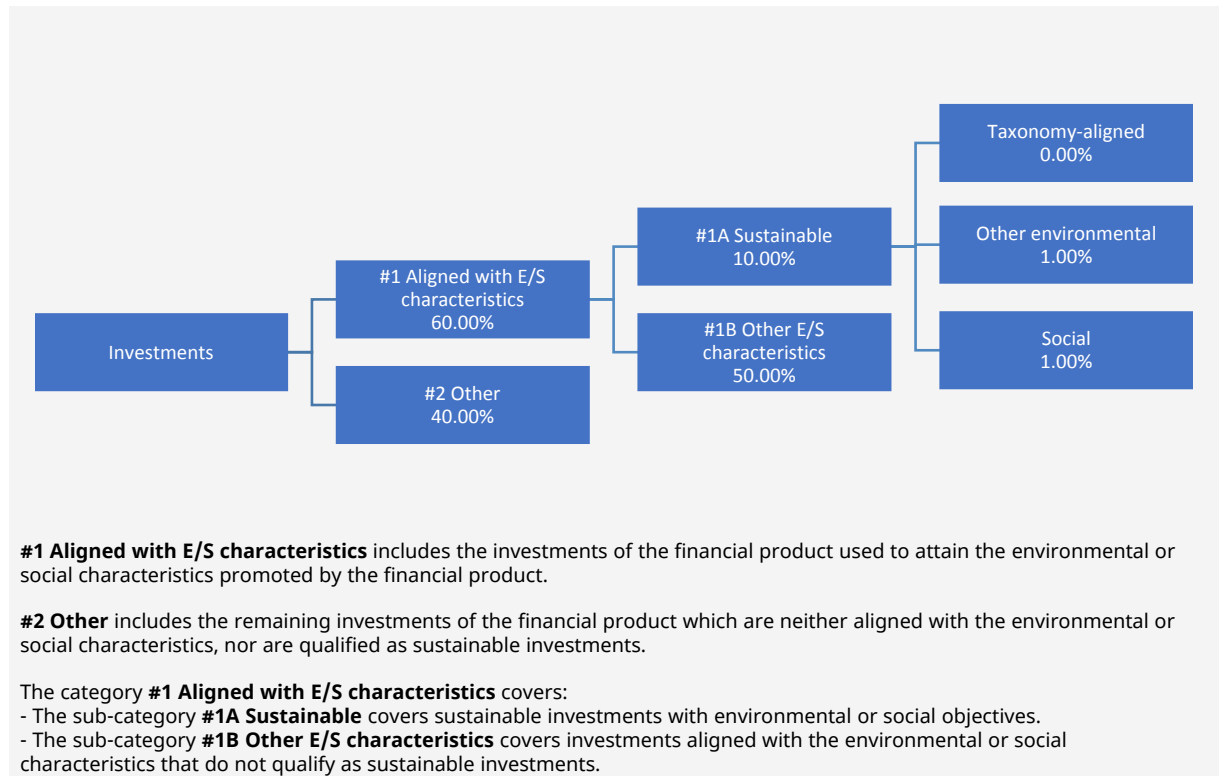 Taxonomy-aligned
0.00%
#1A Sustainable
10.00%
Other environmental
1.00%
#1 Aligned with E/S
characteristics
60.00%
Investments
#1B Other E/S
characteristics
50.00%
Social
1.00%
#2 Other
40.00%
#1 Aligned with E/S characteristics includes the investments of the financial product used to attain the environmental or
social characteristics promoted by the financial product.
#2 Other includes the remaining investments of the financial product which are neither aligned with the environmental or
social characteristics, nor are qualified as sustainable investments.
The category #1 Aligned with E/S characteristics covers:
- The sub-category #1A Sustainable covers sustainable investments with environmental or social objectives.
- The sub-category #1B Other E/S characteristics covers investments aligned with the environmental or social
characteristics that do not qualify as sustainable investments.